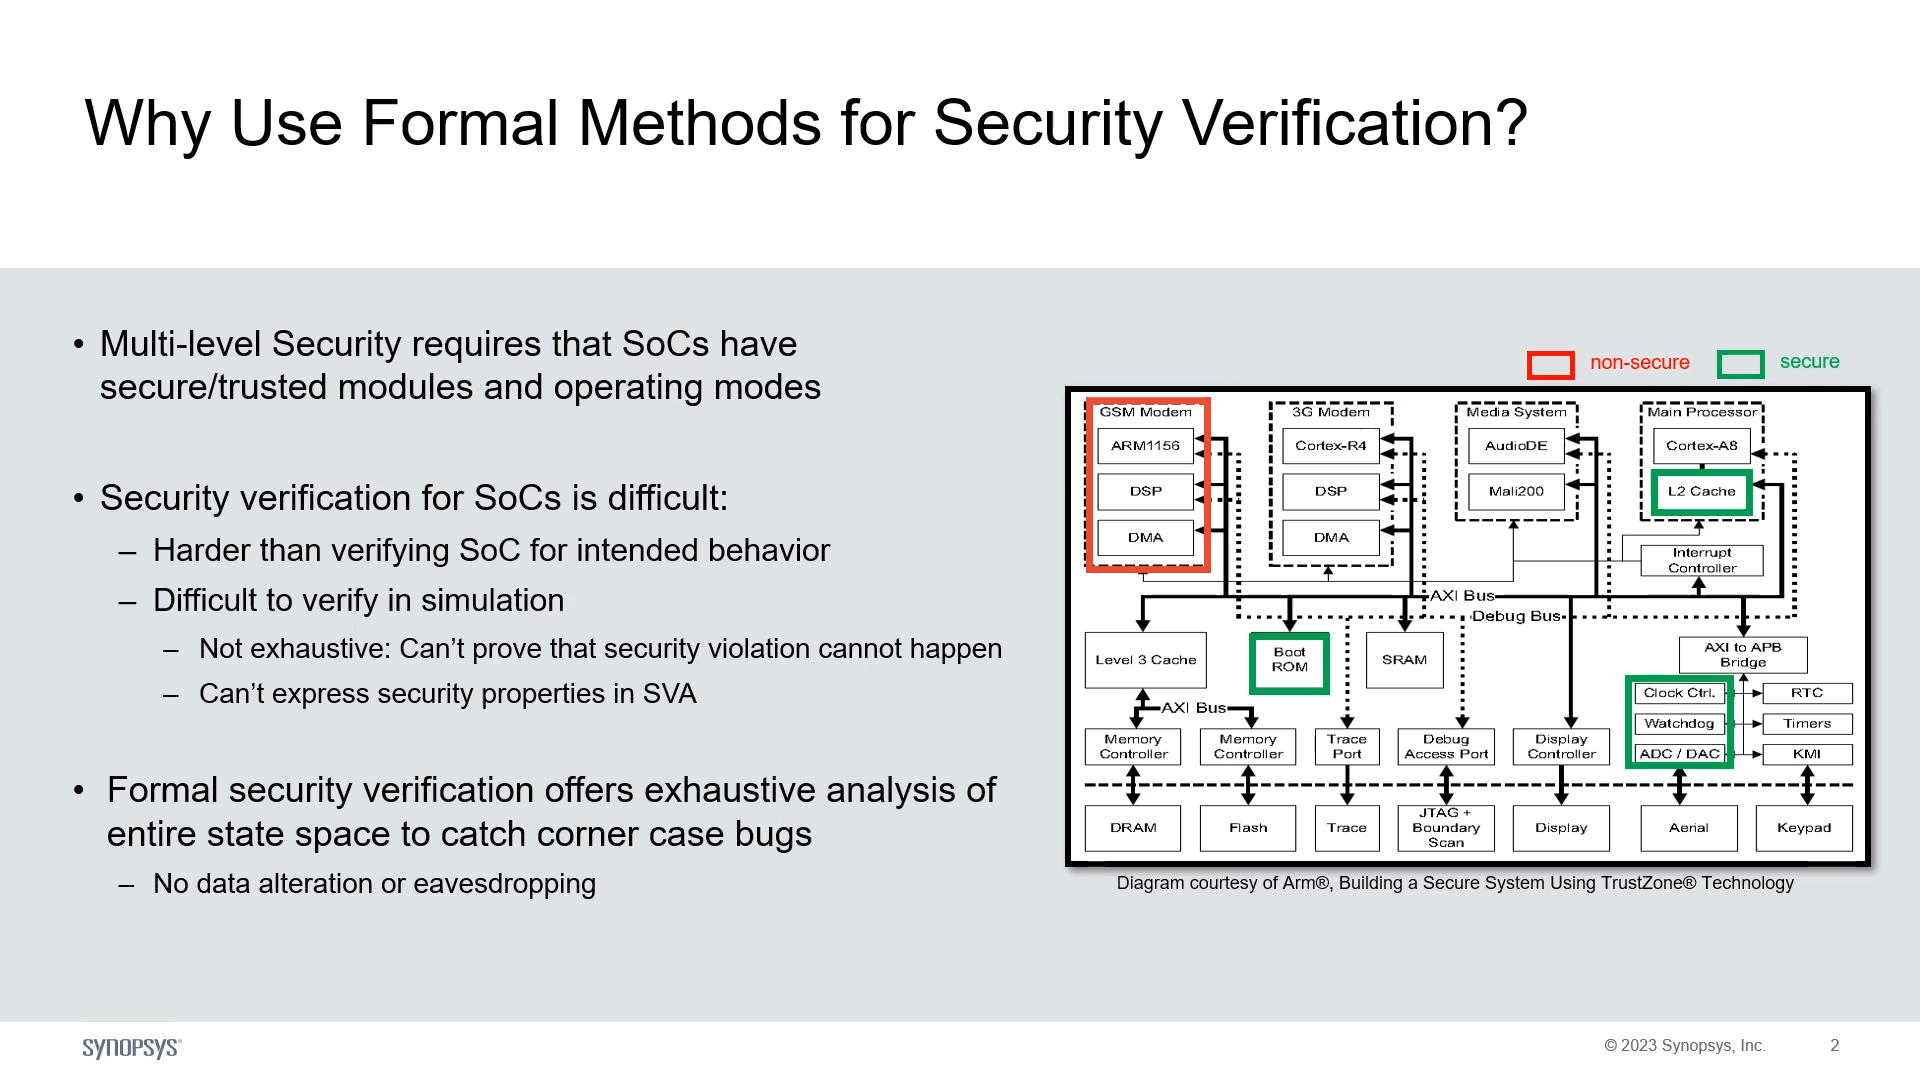 Why Use Formal Methods for Security Verification?
• Multi-level Security requires that SoCs have
secure/trusted modules and operating modes
• Security verification for SoCs is difficult:
– Harder than verifying SoC for intended behavior
– Difficult to verify in simulation
– Not exhaustive: Can’t prove that security violation cannot happen
– Can’t express security properties in SVA
• Formal security verification offers exhaustive analysis of
entire state space to catch corner case bugs
– No data alteration or eavesdropping
non-secure secure
GSM Modem 3G Modem Media System Main Processor
ARM1156 Cortex-R4 AudioDE Cortex-A8
DSP DSP Mali200 L2 Cache
DMA DMA
Interrupt
Controller
AXI Bus
Debug Bus
Level 3 Cache
Boot
ROM
SRAM
AXI to APB
Bridge
Clock Ctrl. RTC
AXI Bus
Watchdog Timers
ADC / DAC KMI
Memory
Controller
Memory
Controller
Trace
Port
Debug
Access Port
Display
Controller
DRAM
Flash
Trace
JTAG +
Boundary
Scan
Display
Aerial
Keypad
Diagram courtesy of Arm®, Building a Secure System Using TrustZone® Technology
SYNOPSYS®
© 2023 Synopsys, Inc. 2